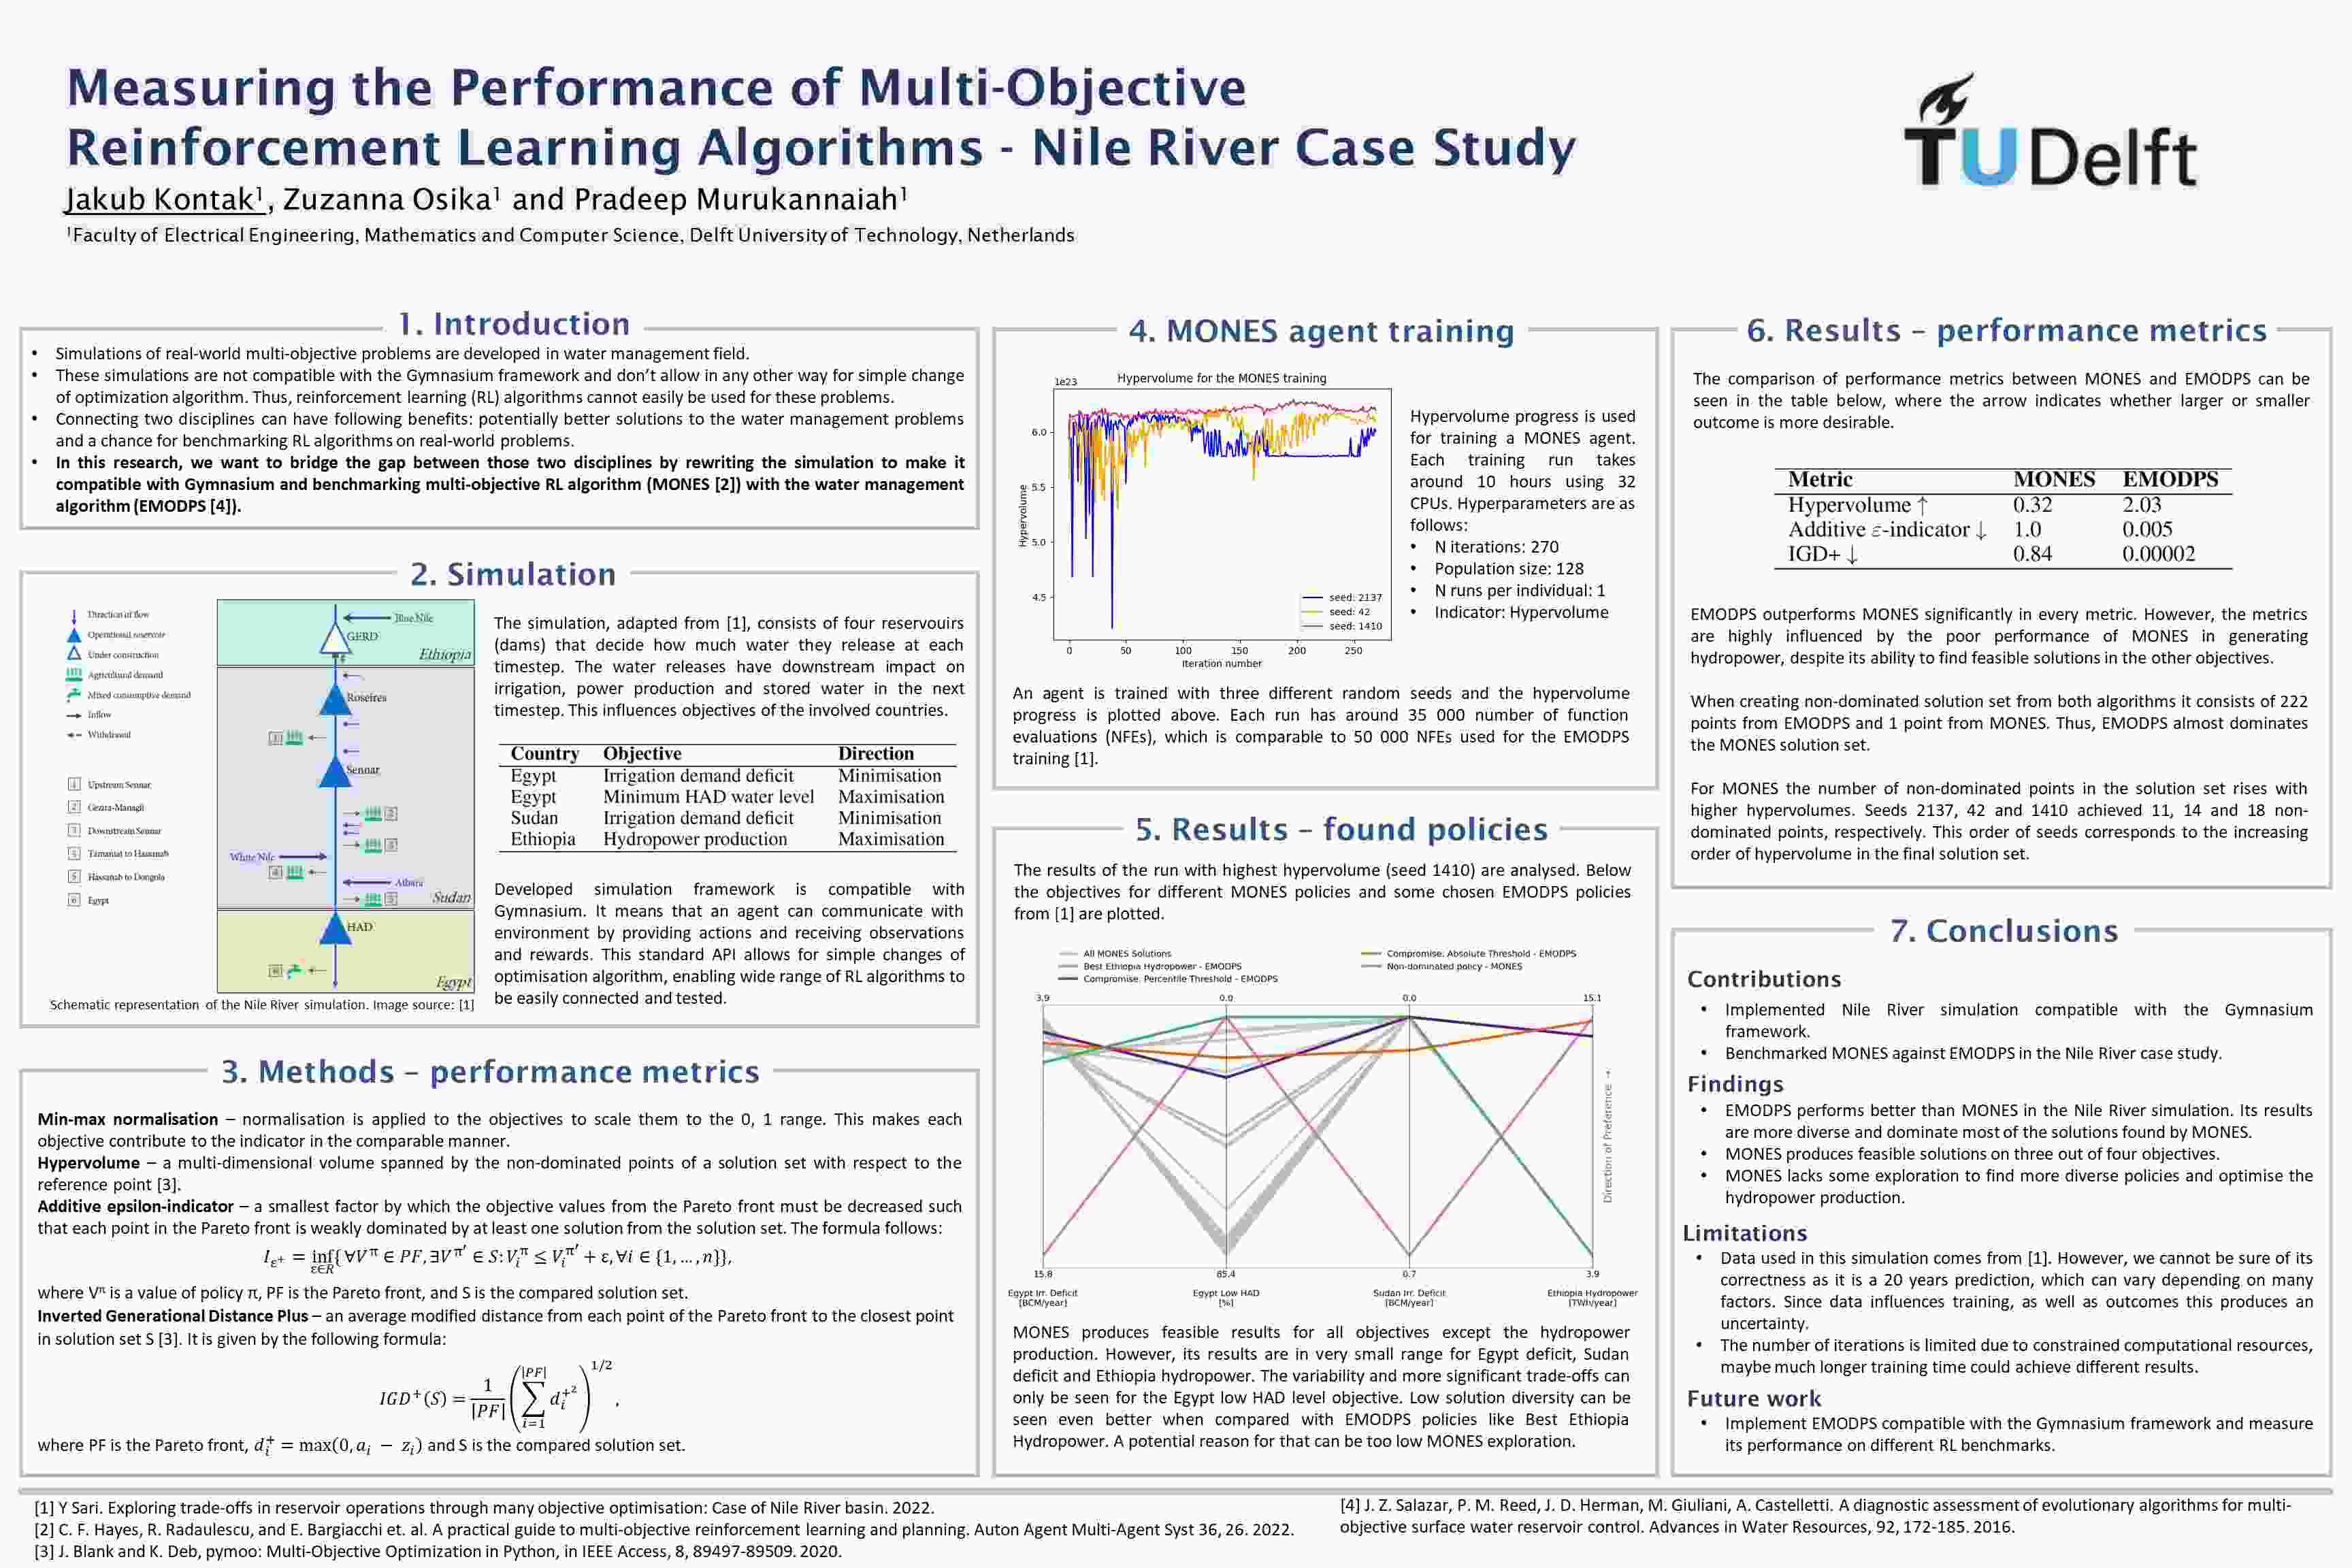 Measuring the Performance of Multi-Objective
Reinforcement Learning Algorithms - Nile River Case Study
Jakub Kontak¹, Zuzanna Osika¹ and Pradeep Murukannaiah¹
¹Faculty of Electrical Engineering, Mathematics and Computer Science, Delft University of Technology, Netherlands
TU Delft
1. Introduction
• Simulations of real-world multi-objective problems are developed in water management field.
• These simulations are not compatible with the Gymnasium framework and don't allow in any other way for simple change
of optimization algorithm. Thus, reinforcement learning (RL) algorithms cannot easily be used for these problems.
• Connecting two disciplines can have following benefits: potentially better solutions to the water management problems
and a chance for benchmarking RL algorithms on real-world problems.
• In this research, we want to bridge the gap between those two disciplines by rewriting the simulation to make it
compatible with Gymnasium and benchmarking multi-objective RL algorithm (MONES [2]) with the water management
algorithm (EMODPS [4]).
2. Simulation
Direction of flow
Operational reservoir
Under construction
Agricultural demand
Mixed consumptive demand
Inflow
Withdrawal
1 Upstream Sennar
2 Gezira-Managil
3 Downstream Sennar
4 Tamaniat to Hassanab
5 Hassanab to Dongola
6 Egypt
Blue Nile
GERD
Ethiopia
Roseires
1
Sennar
2
3
White Nile
4
Atbara
5
Sudan
HAD
6
Egypt
Schematic representation of the Nile River simulation. Image source: [1]
The simulation, adapted from [1], consists of four reservouirs
(dams) that decide how much water they release at each
timestep. The water releases have downstream impact on
irrigation, power production and stored water in the next
timestep. This influences objectives of the involved countries.
Country Objective Direction
Egypt Irrigation demand deficit Minimisation
Egypt Minimum HAD water level Maximisation
Sudan Irrigation demand deficit Minimisation
Ethiopia Hydropower production Maximisation
Developed simulation framework is compatible with
Gymnasium. It means that an agent can communicate with
environment by providing actions and receiving observations
and rewards. This standard API allows for simple changes of
optimisation algorithm, enabling wide range of RL algorithms to
be easily connected and tested.
3. Methods – performance metrics
Min-max normalisation – normalisation is applied to the objectives to scale them to the 0, 1 range. This makes each
objective contribute to the indicator in the comparable manner.
Hypervolume – a multi-dimensional volume spanned by the non-dominated points of a solution set with respect to the
reference point [3].
Additive epsilon-indicator – a smallest factor by which the objective values from the Pareto front must be decreased such
that each point in the Pareto front is weakly dominated by at least one solution from the solution set. The formula follows:
I_ε⁺ = inf_{ε∈R}{ ∀V^π ∈ PF, ∃V^π′ ∈ S: V_i^π ≤ V_i^π′ + ε, ∀i ∈ {1, … , n}},
where V^π is a value of policy π, PF is the Pareto front, and S is the compared solution set.
Inverted Generational Distance Plus – an average modified distance from each point of the Pareto front to the closest point
in solution set S [3]. It is given by the following formula:
IGD⁺(S) = 1/|PF| (∑_{i=1}^{|PF|} d_i^{+2})^{1/2},
where PF is the Pareto front, d_i⁺ = max(0, a_i − z_i) and S is the compared solution set.
4. MONES agent training
Hypervolume for the MONES training
1e23
6.0
5.5
5.0
4.5
Hypervolume
0 50 100 150 200 250
Iteration number
seed: 2137
seed: 42
seed: 1410
Hypervolume progress is used
for training a MONES agent.
Each training run takes
around 10 hours using 32
CPUs. Hyperparameters are as
follows:
• N iterations: 270
• Population size: 128
• N runs per individual: 1
• Indicator: Hypervolume
An agent is trained with three different random seeds and the hypervolume
progress is plotted above. Each run has around 35 000 number of function
evaluations (NFEs), which is comparable to 50 000 NFEs used for the EMODPS
training [1].
5. Results – found policies
The results of the run with highest hypervolume (seed 1410) are analysed. Below
the objectives for different MONES policies and some chosen EMODPS policies
from [1] are plotted.
All MONES Solutions
Best Ethiopia Hydropower - EMODPS
Compromise: Percentile Threshold - EMODPS
Compromise: Absolute Threshold - EMODPS
Non-dominated policy - MONES
3.9 0.0 0.0 15.1
Direction of Preference →
15.8 85.4 0.7 3.9
Egypt Irr. Deficit Egypt Low HAD Sudan Irr. Deficit Ethiopia Hydropower
[BCM/year] [%] [BCM/year] [TWh/year]
MONES produces feasible results for all objectives except the hydropower
production. However, its results are in very small range for Egypt deficit, Sudan
deficit and Ethiopia hydropower. The variability and more significant trade-offs can
only be seen for the Egypt low HAD level objective. Low solution diversity can be
seen even better when compared with EMODPS policies like Best Ethiopia
Hydropower. A potential reason for that can be too low MONES exploration.
6. Results – performance metrics
The comparison of performance metrics between MONES and EMODPS can be
seen in the table below, where the arrow indicates whether larger or smaller
outcome is more desirable.
Metric MONES EMODPS
Hypervolume ↑ 0.32 2.03
Additive ε-indicator ↓ 1.0 0.005
IGD+ ↓ 0.84 0.00002
EMODPS outperforms MONES significantly in every metric. However, the metrics
are highly influenced by the poor performance of MONES in generating
hydropower, despite its ability to find feasible solutions in the other objectives.
When creating non-dominated solution set from both algorithms it consists of 222
points from EMODPS and 1 point from MONES. Thus, EMODPS almost dominates
the MONES solution set.
For MONES the number of non-dominated points in the solution set rises with
higher hypervolumes. Seeds 2137, 42 and 1410 achieved 11, 14 and 18 non-
dominated points, respectively. This order of seeds corresponds to the increasing
order of hypervolume in the final solution set.
7. Conclusions
Contributions
• Implemented Nile River simulation compatible with the Gymnasium
framework.
• Benchmarked MONES against EMODPS in the Nile River case study.
Findings
• EMODPS performs better than MONES in the Nile River simulation. Its results
are more diverse and dominate most of the solutions found by MONES.
• MONES produces feasible solutions on three out of four objectives.
• MONES lacks some exploration to find more diverse policies and optimise the
hydropower production.
Limitations
• Data used in this simulation comes from [1]. However, we cannot be sure of its
correctness as it is a 20 years prediction, which can vary depending on many
factors. Since data influences training, as well as outcomes this produces an
uncertainty.
• The number of iterations is limited due to constrained computational resources,
maybe much longer training time could achieve different results.
Future work
• Implement EMODPS compatible with the Gymnasium framework and measure
its performance on different RL benchmarks.
[1] Y Sari. Exploring trade-offs in reservoir operations through many objective optimisation: Case of Nile River basin. 2022.
[2] C. F. Hayes, R. Radaulescu, and E. Bargiacchi et. al. A practical guide to multi-objective reinforcement learning and planning. Auton Agent Multi-Agent Syst 36, 26. 2022.
[3] J. Blank and K. Deb, pymoo: Multi-Objective Optimization in Python, in IEEE Access, 8, 89497-89509. 2020.
[4] J. Z. Salazar, P. M. Reed, J. D. Herman, M. Giuliani, A. Castelletti. A diagnostic assessment of evolutionary algorithms for multi-
objective surface water reservoir control. Advances in Water Resources, 92, 172-185. 2016.